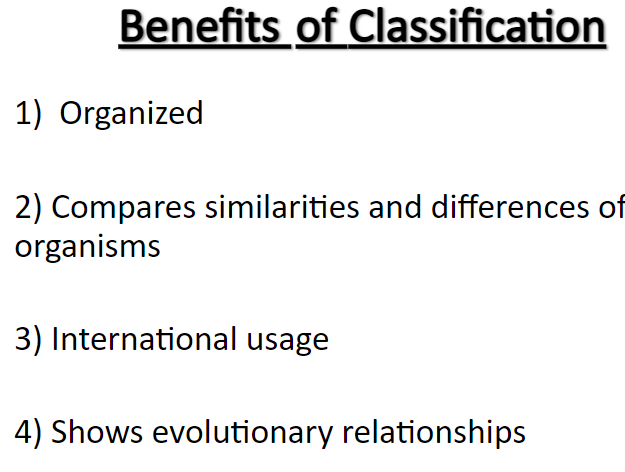 Benefits of Classification
1) Organized
2) Compares similarities and differences of
organisms
3) International usage
4) Shows evolutionary relationships